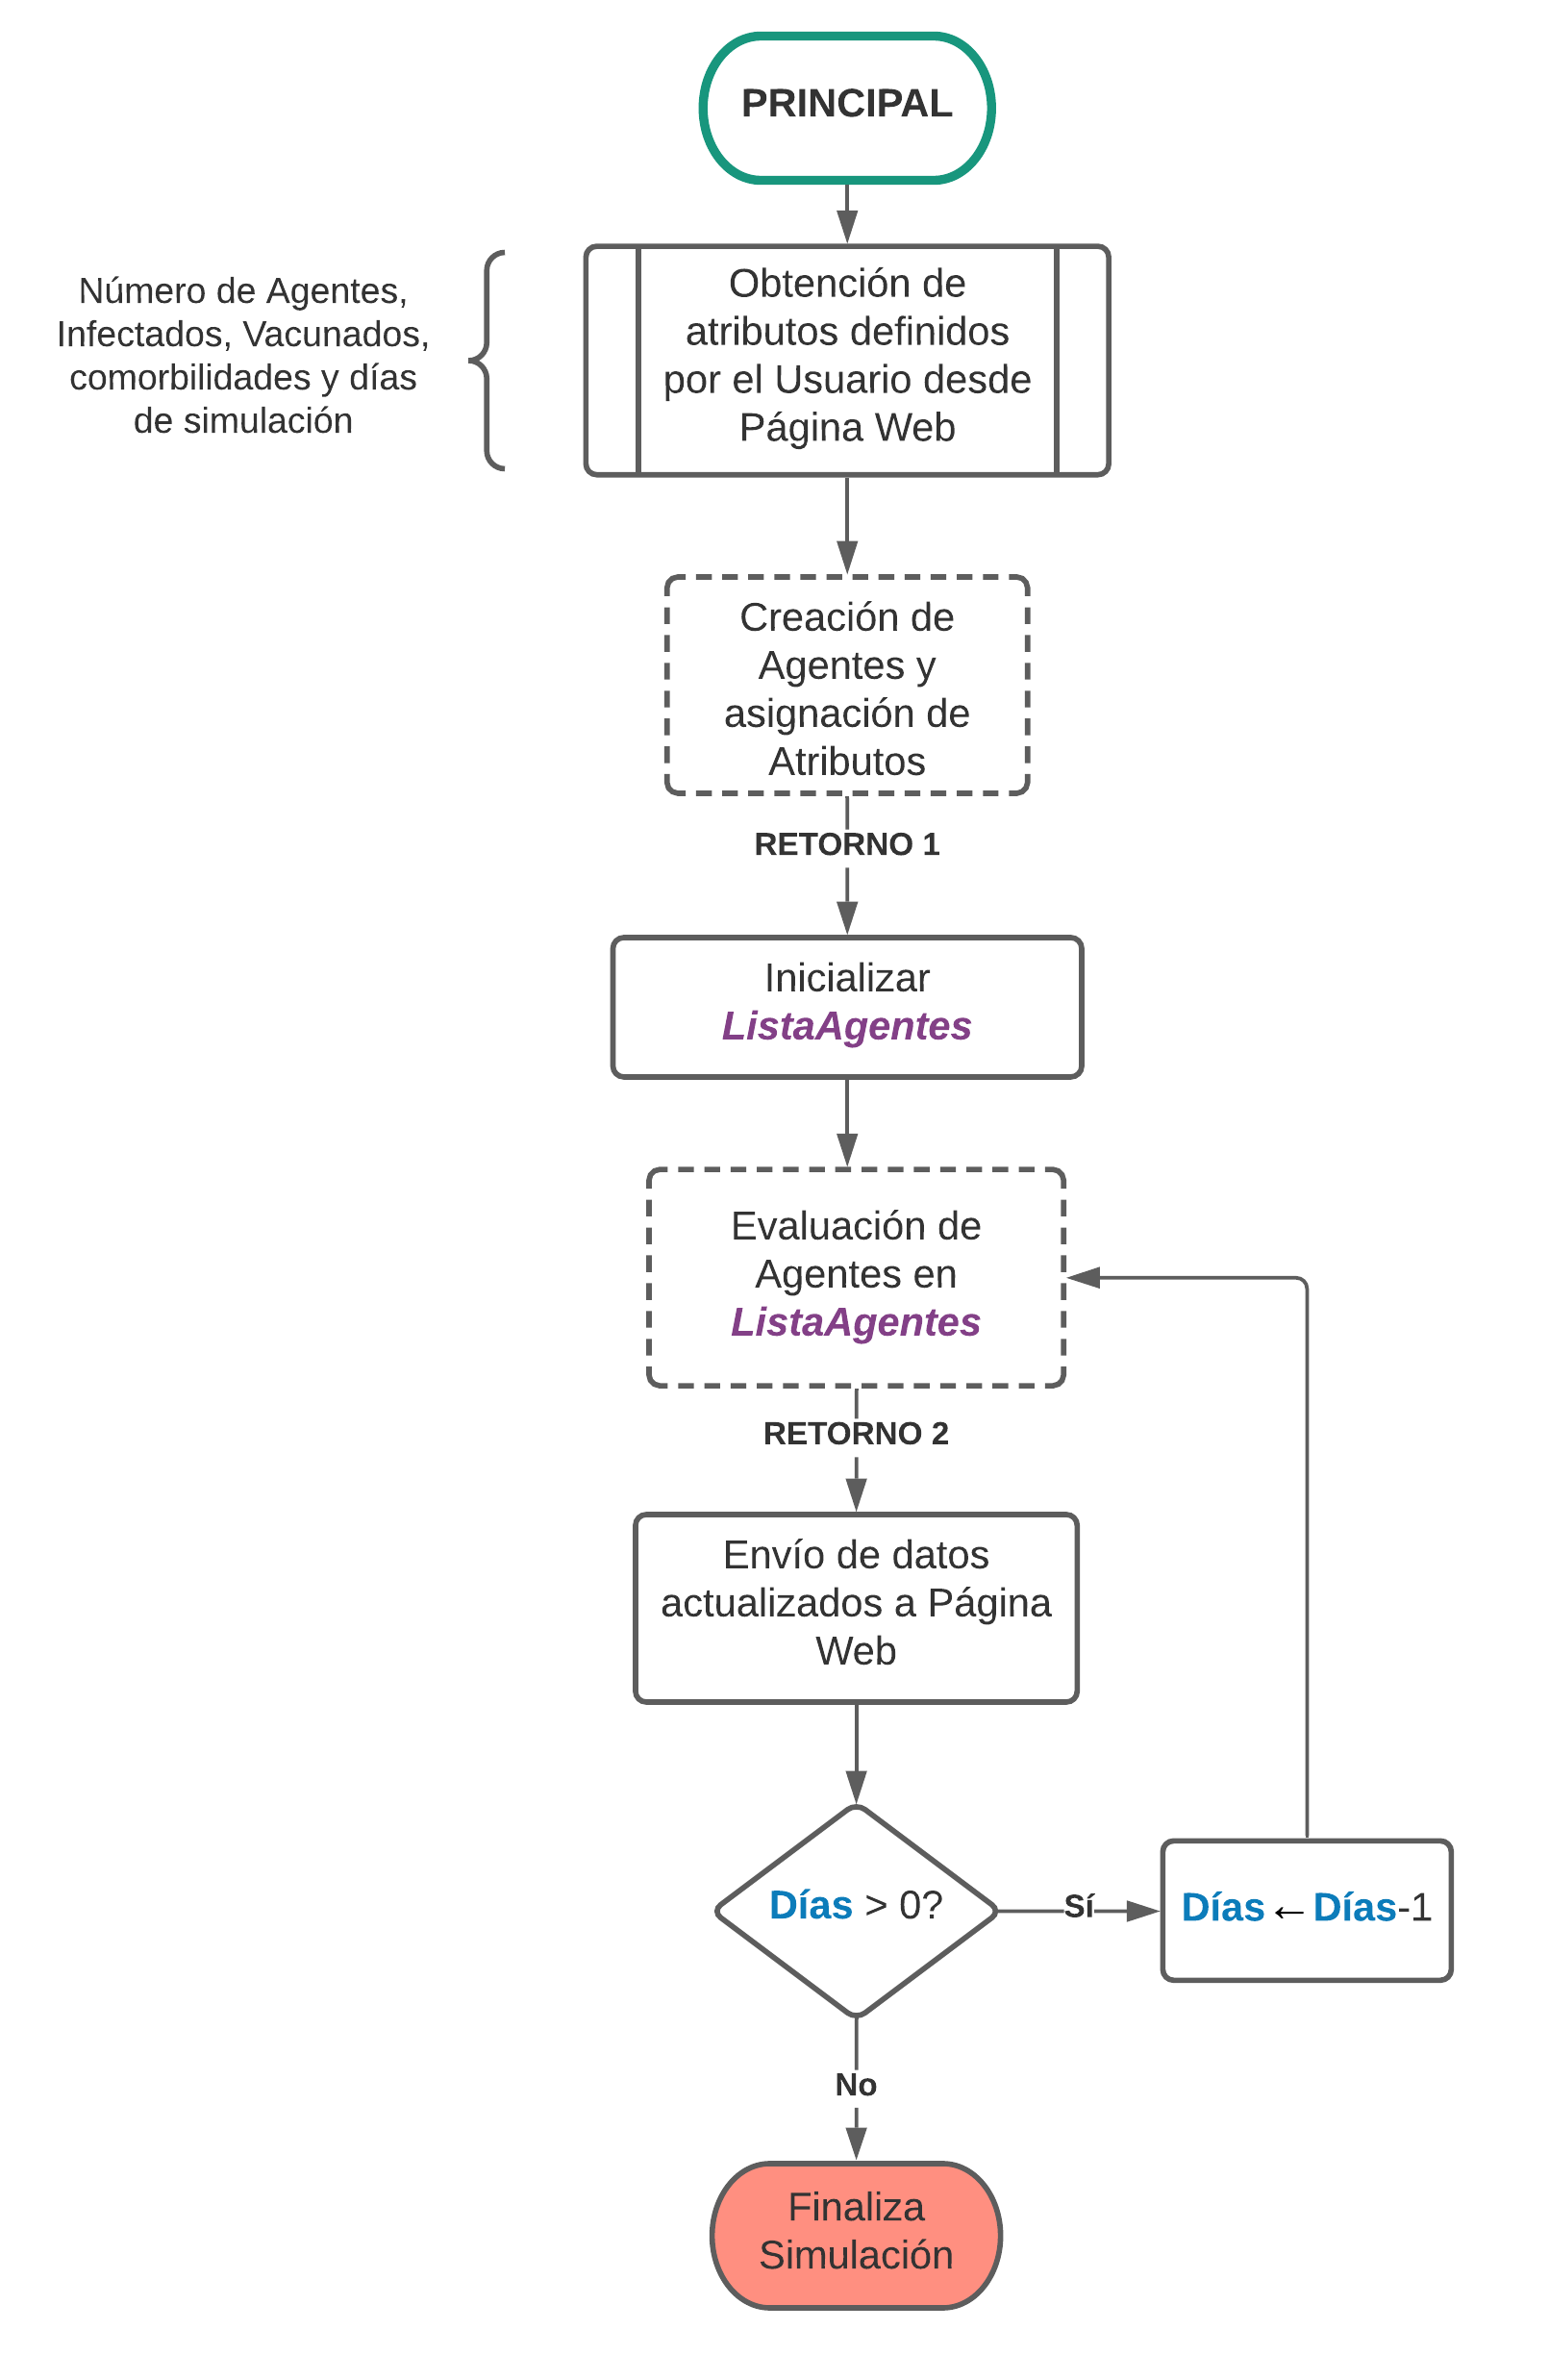 PRINCIPAL
Número de Agentes,
Infectados, Vacunados,
comorbilidades y días
de simulación
Obtención de
atributos definidos
por el Usuario desde
Página Web
Creación de
Agentes y
asignación de
Atributos
RETORNO 1
Inicializar
ListaAgentes
Evaluación de
Agentes en
ListaAgentes
RETORNO 2
Envío de datos
actualizados a Página
Web
Días > 0?
Sí
Días←Días-1
No
Finaliza
Simulación